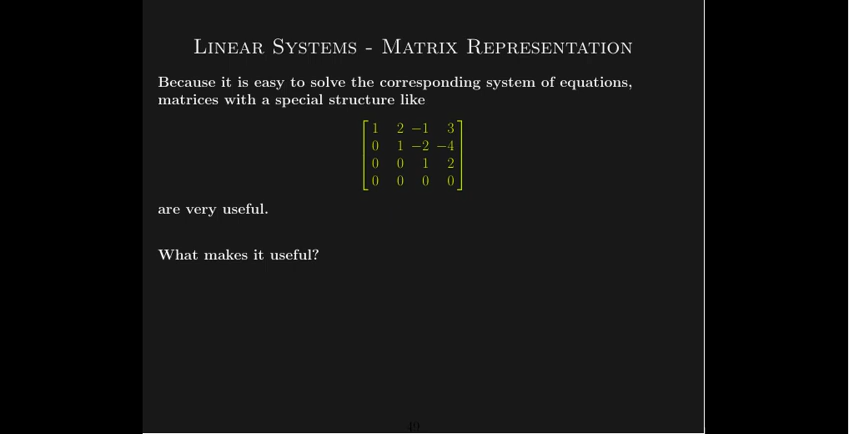 Linear Systems - Matrix Representation
Because it is easy to solve the corresponding system of equations,
matrices with a special structure like
1 2 −1 3
0 1 −2 −4
0 0 1 2
0 0 0 0
are very useful.
What makes it useful?
49